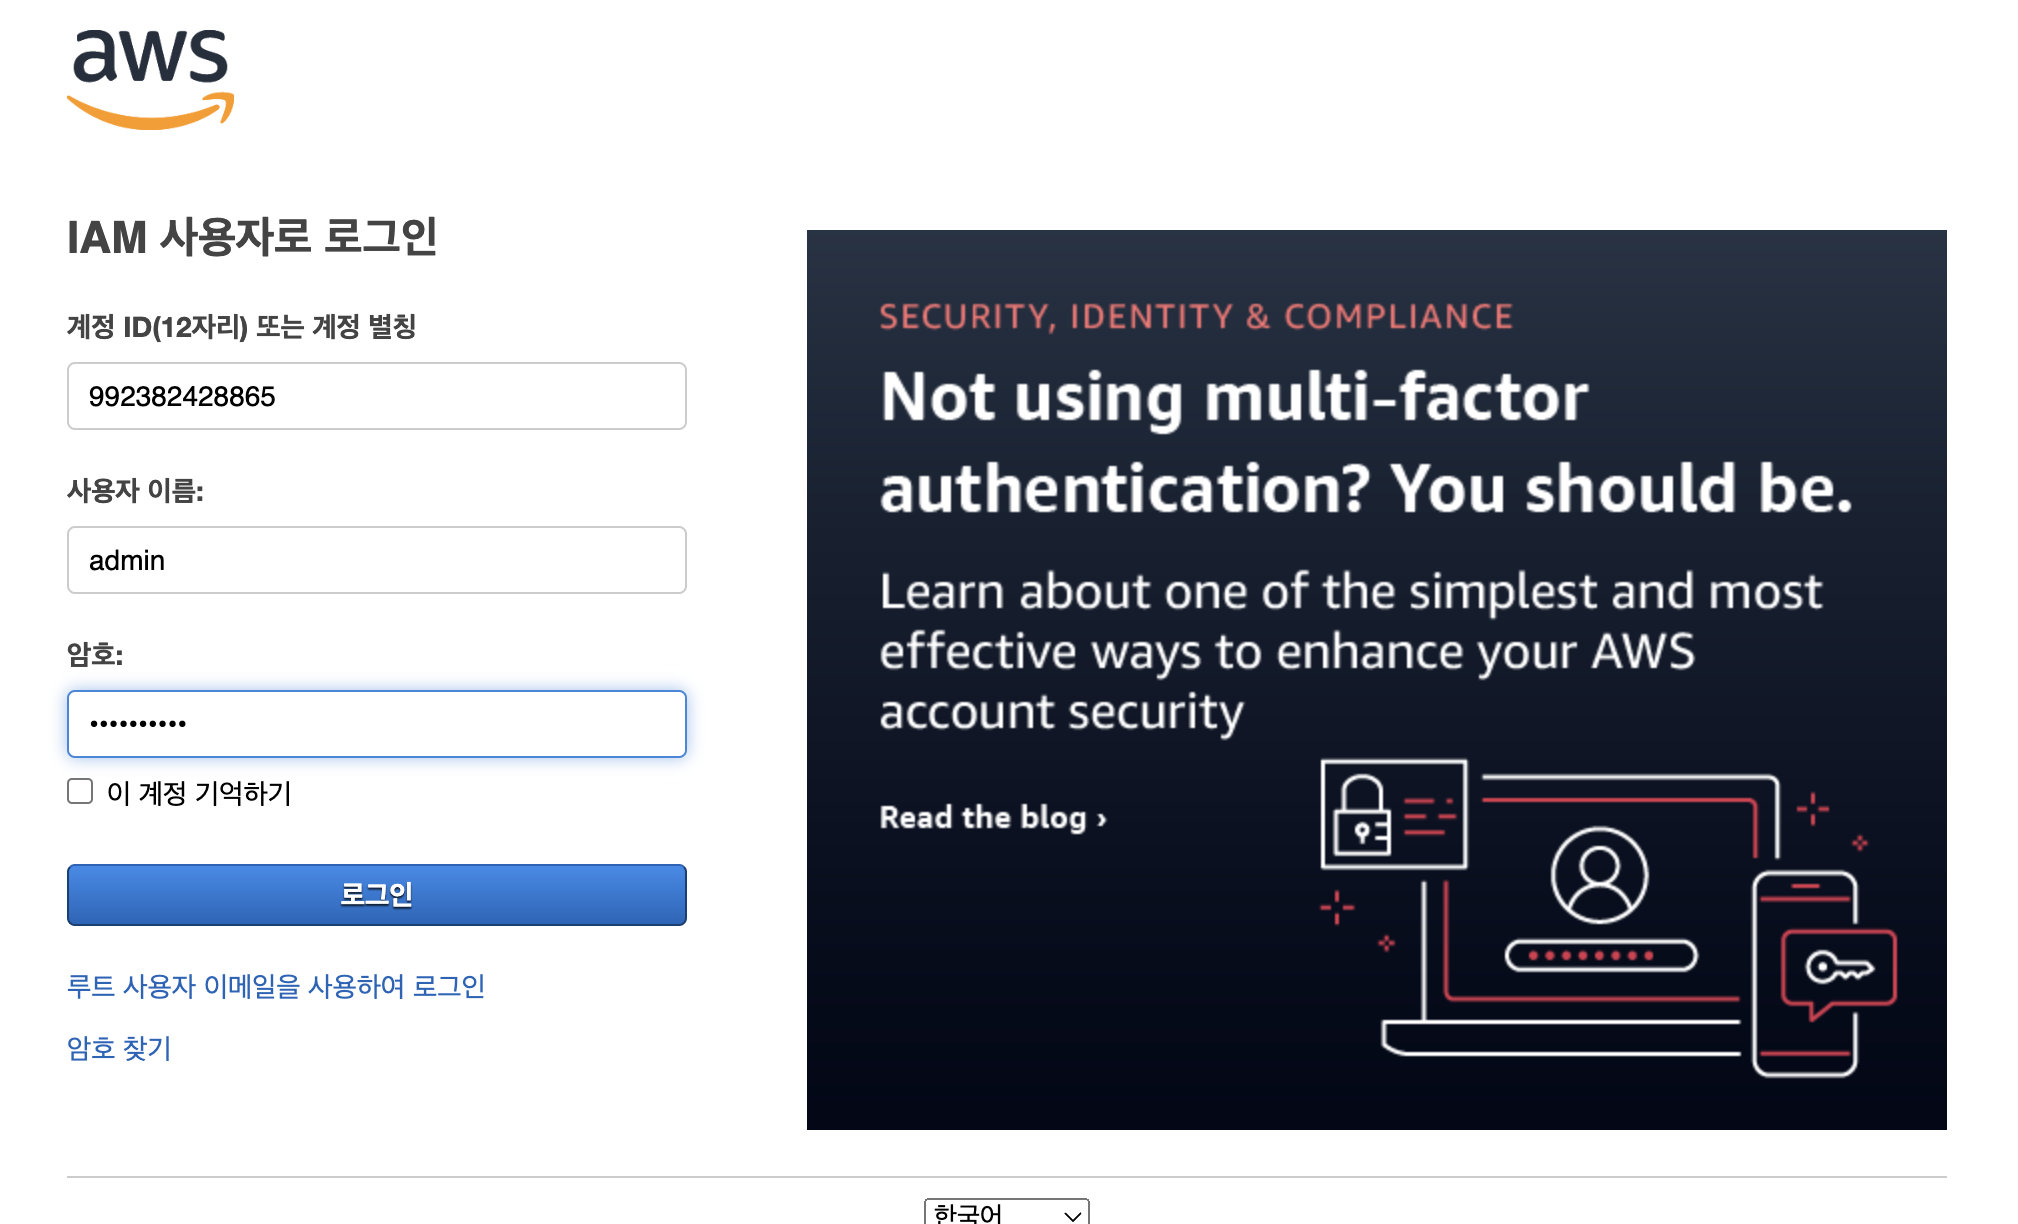 aws
IAM 사용자로 로그인
계정 ID(12자리) 또는 계정 별칭
992382428865
사용자 이름:
admin
암호:
••••••••••
이 계정 기억하기
로그인
루트 사용자 이메일을 사용하여 로그인
암호 찾기
SECURITY, IDENTITY & COMPLIANCE
Not using multi-factor
authentication? You should be.
Learn about one of the simplest and most
effective ways to enhance your AWS
account security
Read the blog ›
한국어